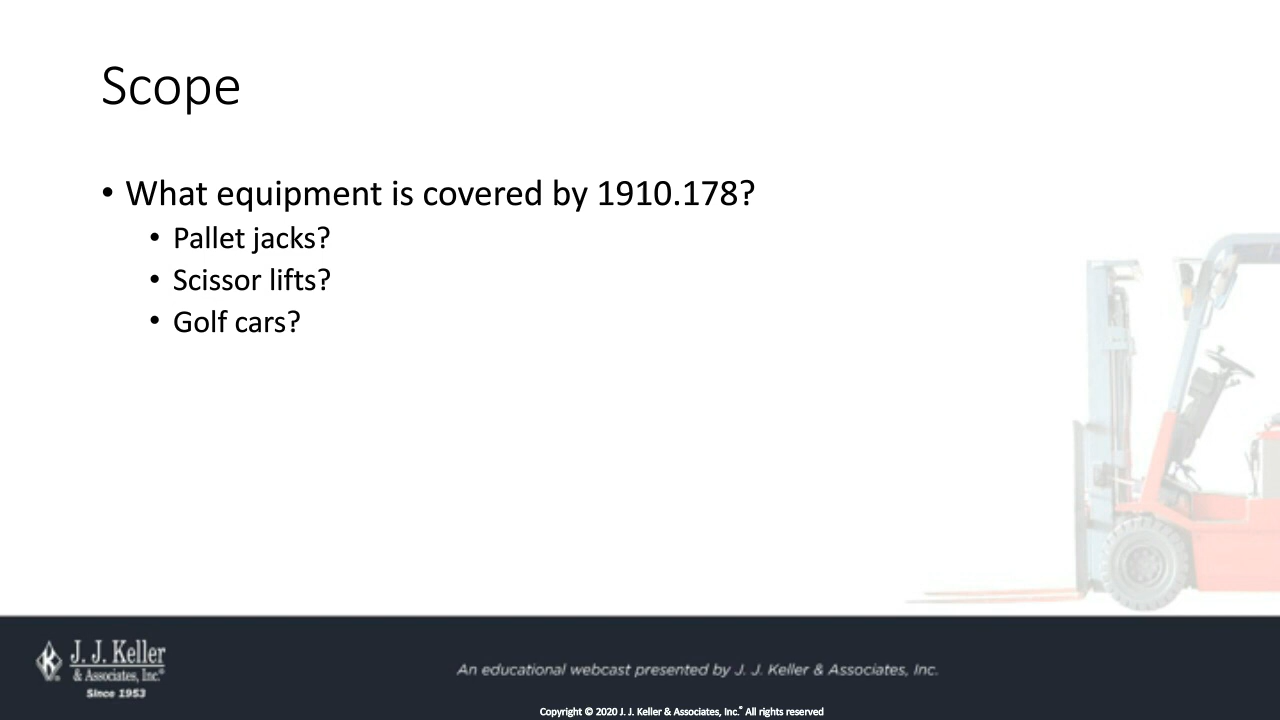 Scope
• What equipment is covered by 1910.178?
• Pallet jacks?
• Scissor lifts?
• Golf cars?
J. J. Keller
& Associates, Inc.®
Since 1953
An educational webcast presented by J. J. Keller & Associates, Inc.
Copyright © 2020 J. J. Keller & Associates, Inc.® All rights reserved